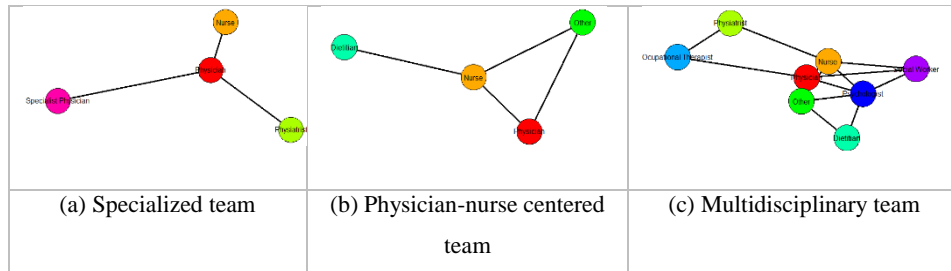 Nurse
Physician
Specialist Physician
Physiatrist
Other
Dietitian
Nurse
Physician
Physiatrist
Ocupational Therapist
Nurse
Social Worker
Physician
Psychologist
Other
Dietitian
(a) Specialized team
(b) Physician-nurse centered
team
(c) Multidisciplinary team